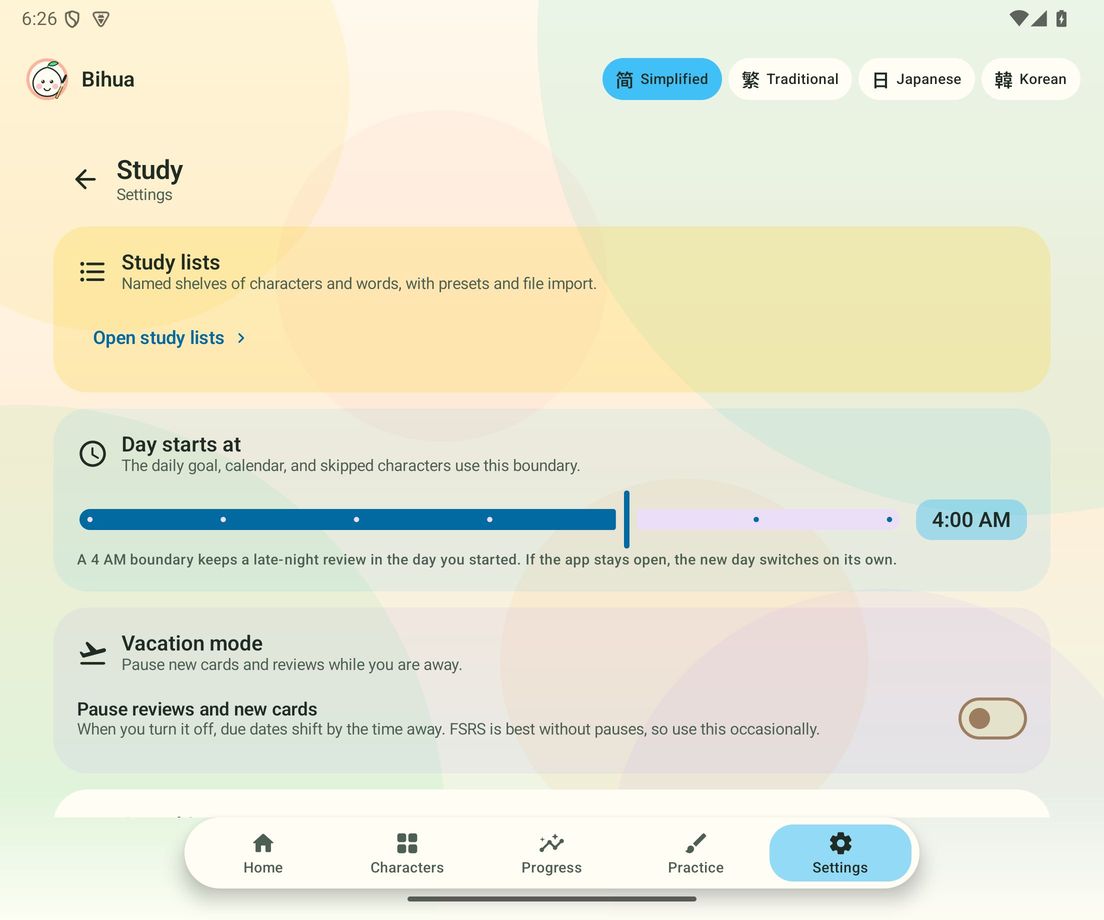 6:26
Bihua
简 Simplified
繁 Traditional
日 Japanese
韓 Korean
Study
Settings
Study lists
Named shelves of characters and words, with presets and file import.
Open study lists
Day starts at
The daily goal, calendar, and skipped characters use this boundary.
4:00 AM
A 4 AM boundary keeps a late-night review in the day you started. If the app stays open, the new day switches on its own.
Vacation mode
Pause new cards and reviews while you are away.
Pause reviews and new cards
When you turn it off, due dates shift by the time away. FSRS is best without pauses, so use this occasionally.
Home
Characters
Progress
Practice
Settings